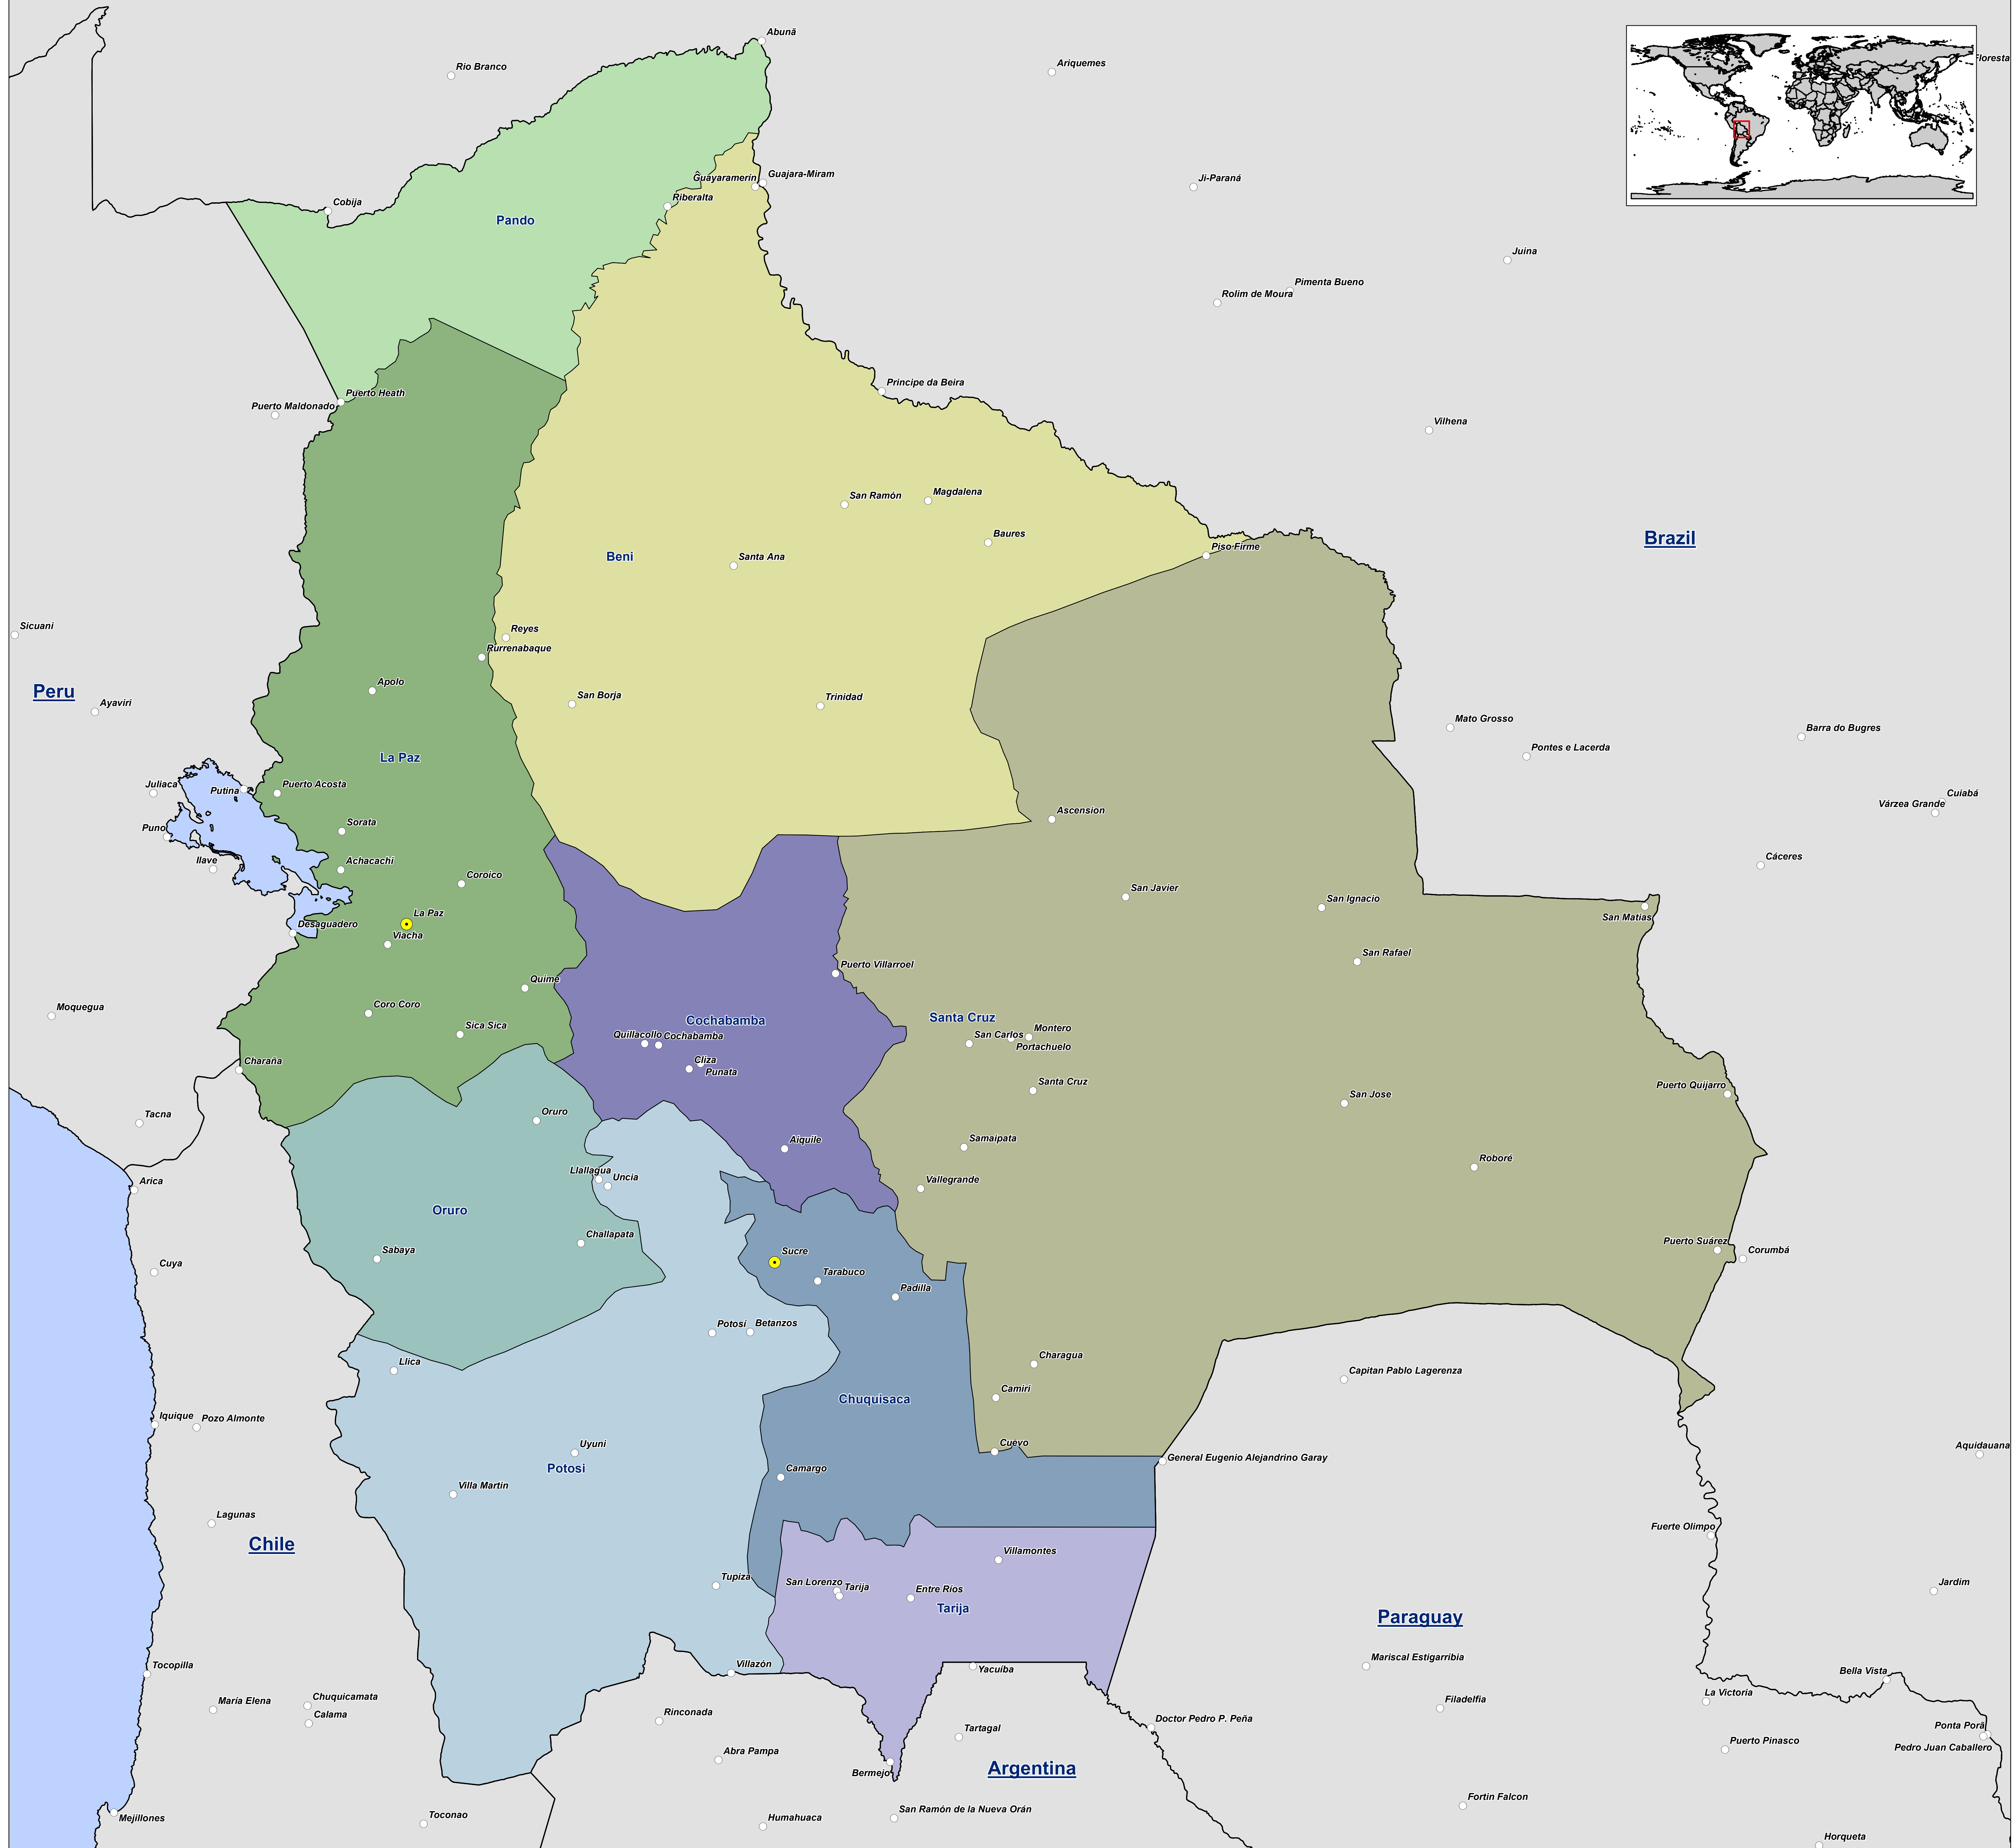 Abunã
Rio Branco
Ariquemes
Floresta
Guayaramerín
Guajara-Miram
Ji-Paraná
Riberalta
Cobija
Pando
Juina
Pimenta Bueno
Rolim de Moura
Principe da Beira
Puerto Heath
Puerto Maldonado
Vilhena
San Ramón
Magdalena
Baures
Brazil
Piso Firme
Beni
Santa Ana
Sicuani
Reyes
Rurrenabaque
Apolo
Peru
San Borja
Trinidad
Ayaviri
Mato Grosso
Barra do Bugres
Pontes e Lacerda
La Paz
Juliaca
Putina
Puerto Acosta
Cuiabá
Várzea Grande
Ascension
Sorata
Puno
Ilave
Achacachi
Cáceres
Coroico
San Javier
San Ignacio
San Matias
La Paz
Desaguadero
Viacha
San Rafael
Puerto Villarroel
Quime
Coro Coro
Moquegua
Santa Cruz
Cochabamba
Sica Sica
Montero
San Carlos
Quillacollo
Cochabamba
Portachuelo
Charaña
Cliza
Punata
Santa Cruz
Puerto Quijarro
San Jose
Tacna
Oruro
Aiquile
Samaipata
Roboré
Llallagua
Uncia
Vallegrande
Arica
Oruro
Challapata
Puerto Suárez
Sabaya
Sucre
Corumbá
Cuya
Tarabuco
Padilla
Potosi
Betanzos
Charagua
Llica
Capitan Pablo Lagerenza
Camiri
Chuquisaca
Iquique
Pozo Almonte
Uyuni
Cuevo
Aquidauana
General Eugenio Alejandrino Garay
Potosi
Camargo
Villa Martin
Lagunas
Fuerte Olimpo
Chile
Villamontes
Tupiza
San Lorenzo
Tarija
Entre Rios
Jardim
Tarija
Paraguay
Mariscal Estigarribia
Tocopilla
Villazón
Yacuíba
Bella Vista
La Victoria
Chuquicamata
María Elena
Filadelfia
Calama
Rinconada
Doctor Pedro P. Peña
Tartagal
Ponta Porã
Puerto Pinasco
Pedro Juan Caballero
Abra Pampa
Argentina
Bermejo
Fortin Falcon
San Ramón de la Nueva Orán
Mejillones
Toconao
Humahuaca
Horqueta